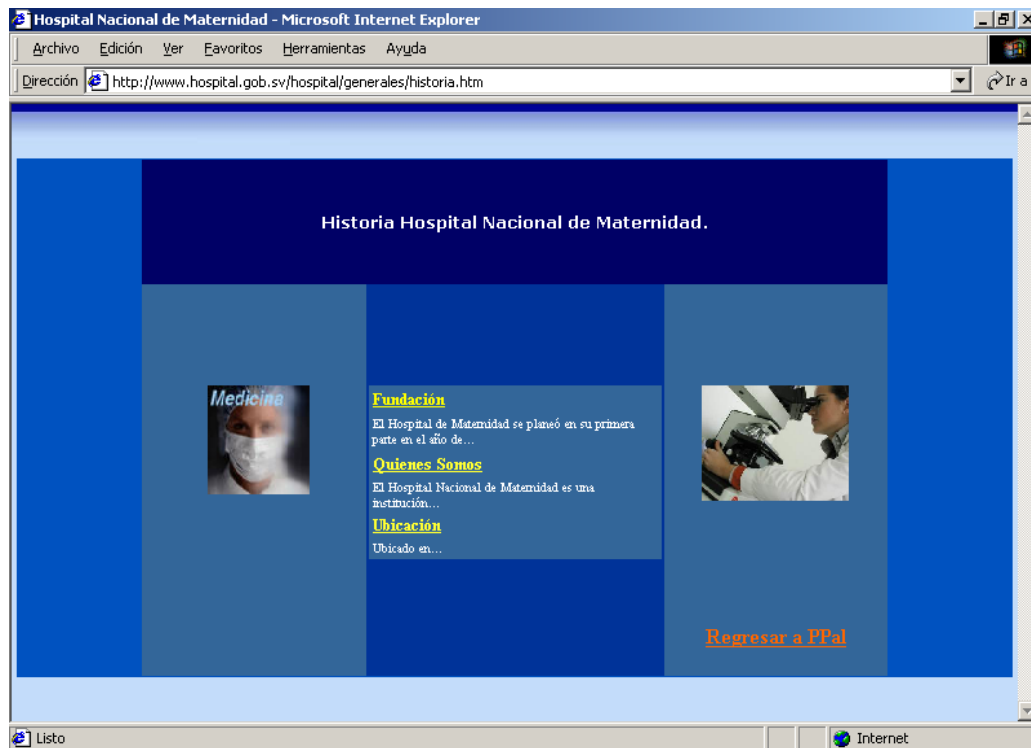 Hospital Nacional de Maternidad - Microsoft Internet Explorer
Archivo Edición Ver Favoritos Herramientas Ayuda
Dirección http://www.hospital.gob.sv/hospital/generales/historia.htm Ir a
Historia Hospital Nacional de Maternidad.
Medicina
Fundación
El Hospital de Maternidad se planeó en su primera
parte en el año de...
Quienes Somos
El Hospital Nacional de Maternidad es una
institución...
Ubicación
Ubicado en...
Regresar a PPal
Listo Internet